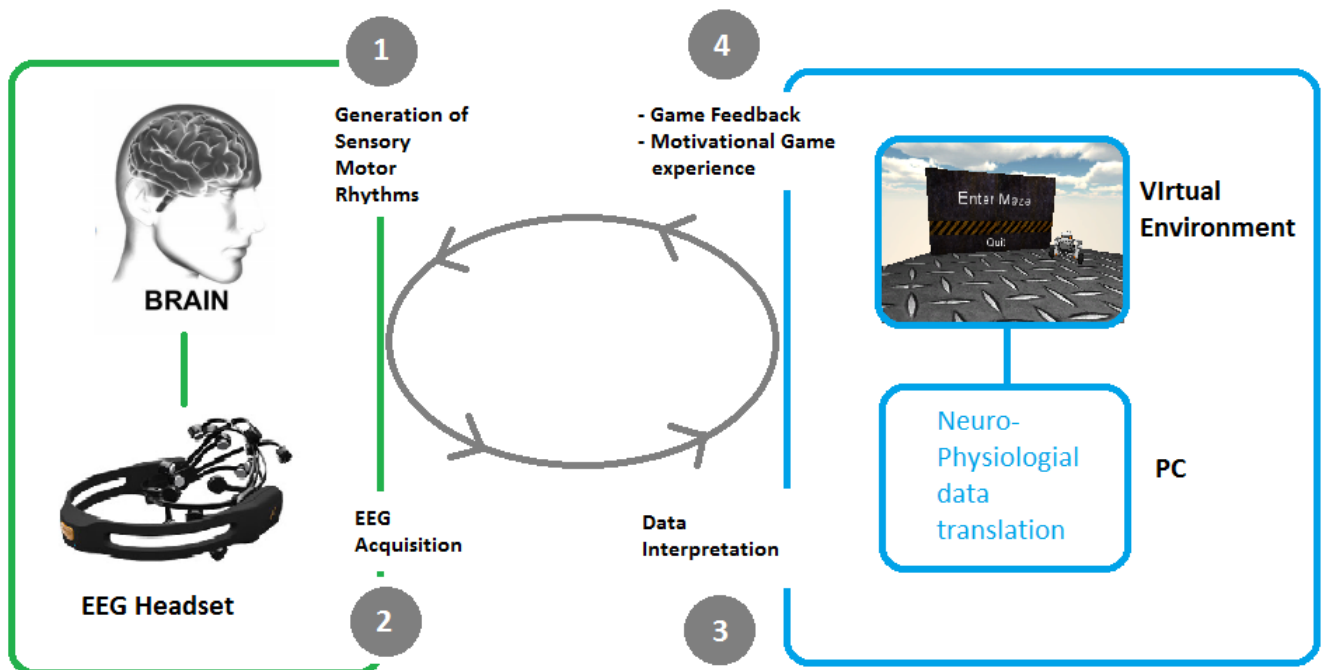 1
Generation of
Sensory
Motor
Rhythms
4
- Game Feedback
- Motivational Game
experience
BRAIN
EEG Headset
Enter Maze
Quit
VIrtual
Environment
Neuro-
Physiologial
data
translation
PC
EEG
Acquisition
2
Data
Interpretation
3